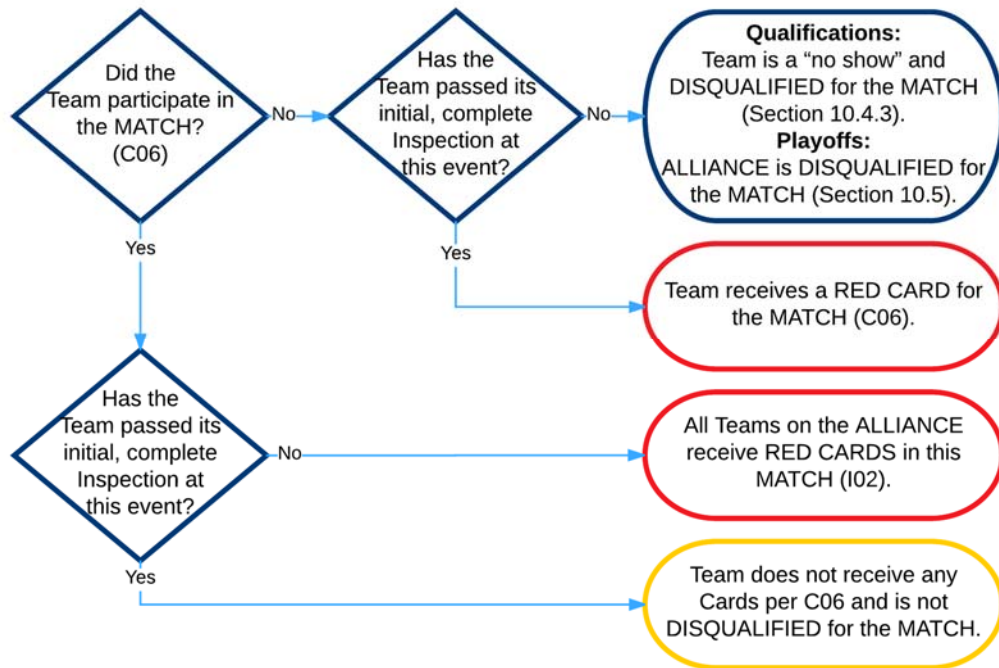 Did the
Team participate in
the MATCH?
(C06)
No
Has the
Team passed its
initial, complete
Inspection at
this event?
No
Qualifications:
Team is a “no show” and
DISQUALIFIED for the MATCH
(Section 10.4.3).
Playoffs:
ALLIANCE is DISQUALIFIED for
the MATCH (Section 10.5).
Yes
Yes
Team receives a RED CARD for
the MATCH (C06).
Has the
Team passed its
initial, complete
Inspection at
this event?
No
All Teams on the ALLIANCE
receive RED CARDS in this
MATCH (I02).
Yes
Team does not receive any
Cards per C06 and is not
DISQUALIFIED for the MATCH.